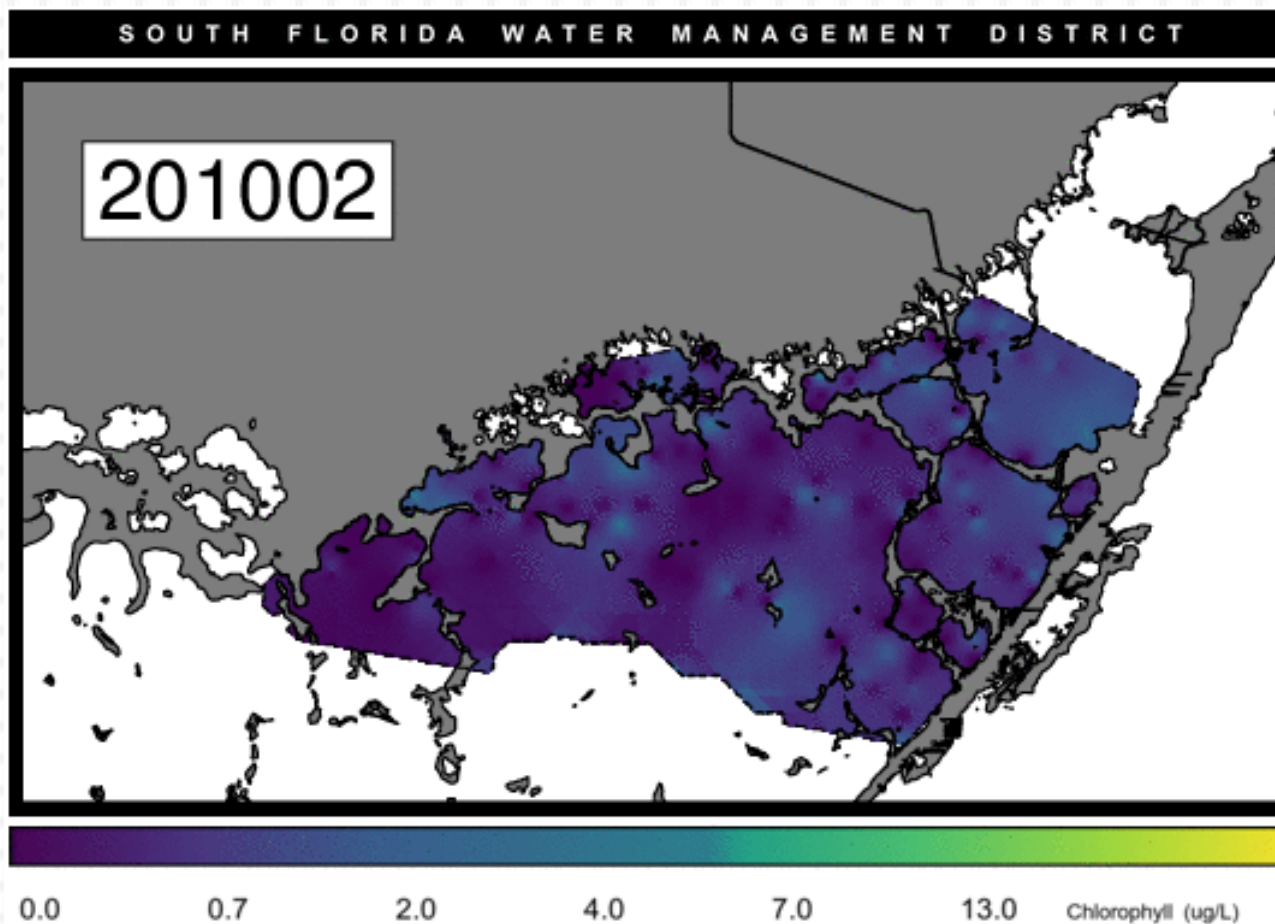 SOUTH FLORIDA WATER MANAGEMENT DISTRICT
201002
0.0 0.7 2.0 4.0 7.0 13.0 Chlorophyll (ug/L)